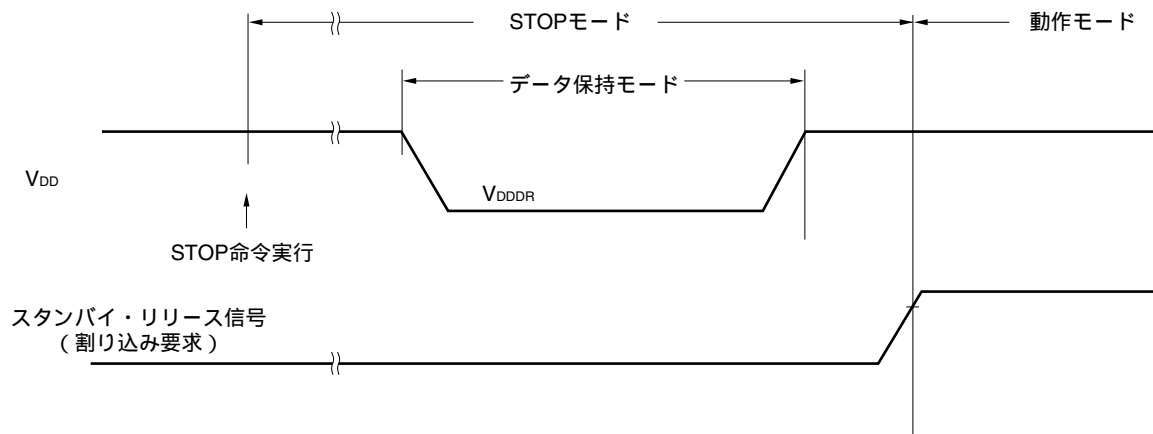 STOPモード
動作モード
データ保持モード
VDD
VDDDR
STOP命令実行
スタンバイ・リリース信号
(割り込み要求)